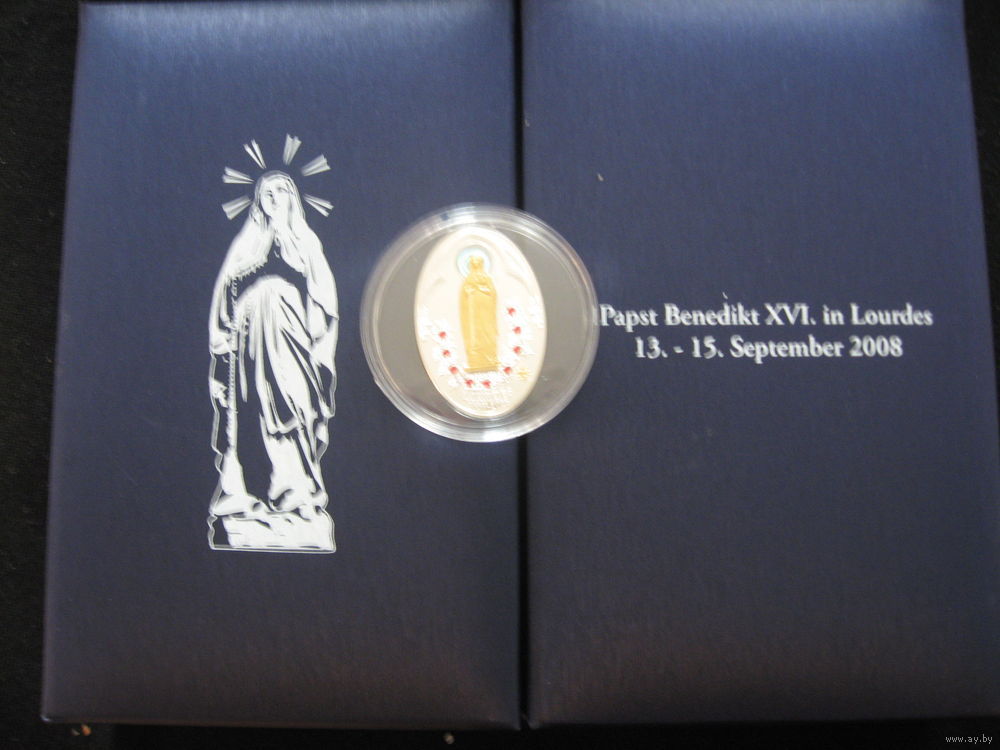 Papst Benedikt XVI. in Lourdes
13. - 15. September 2008
www.ay.by